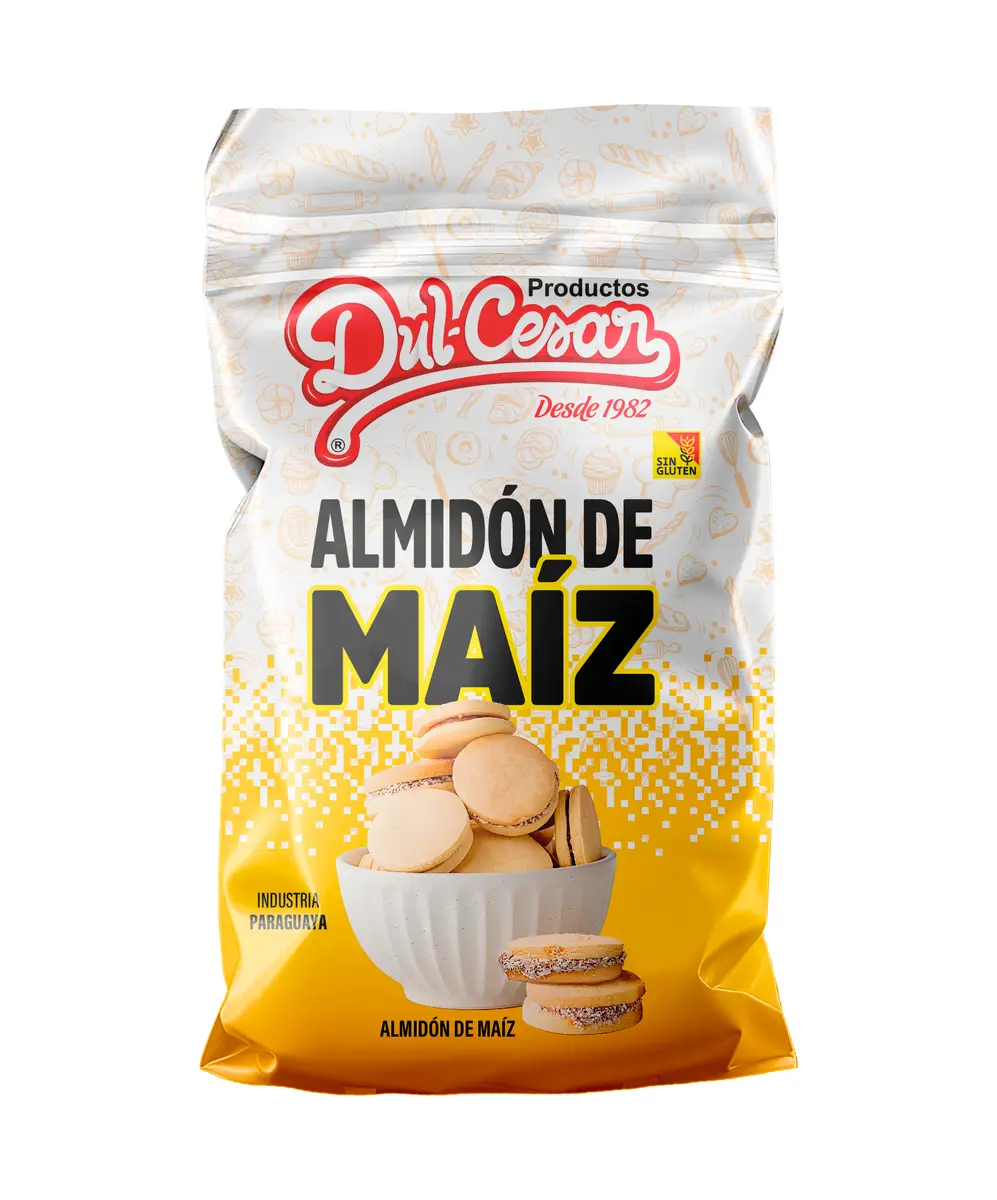 Productos
Dul-Cesar
Desde 1982
®
SIN
GLUTEN
ALMIDÓN DE
MAÍZ
INDUSTRIA
PARAGUAYA
ALMIDÓN DE MAÍZ